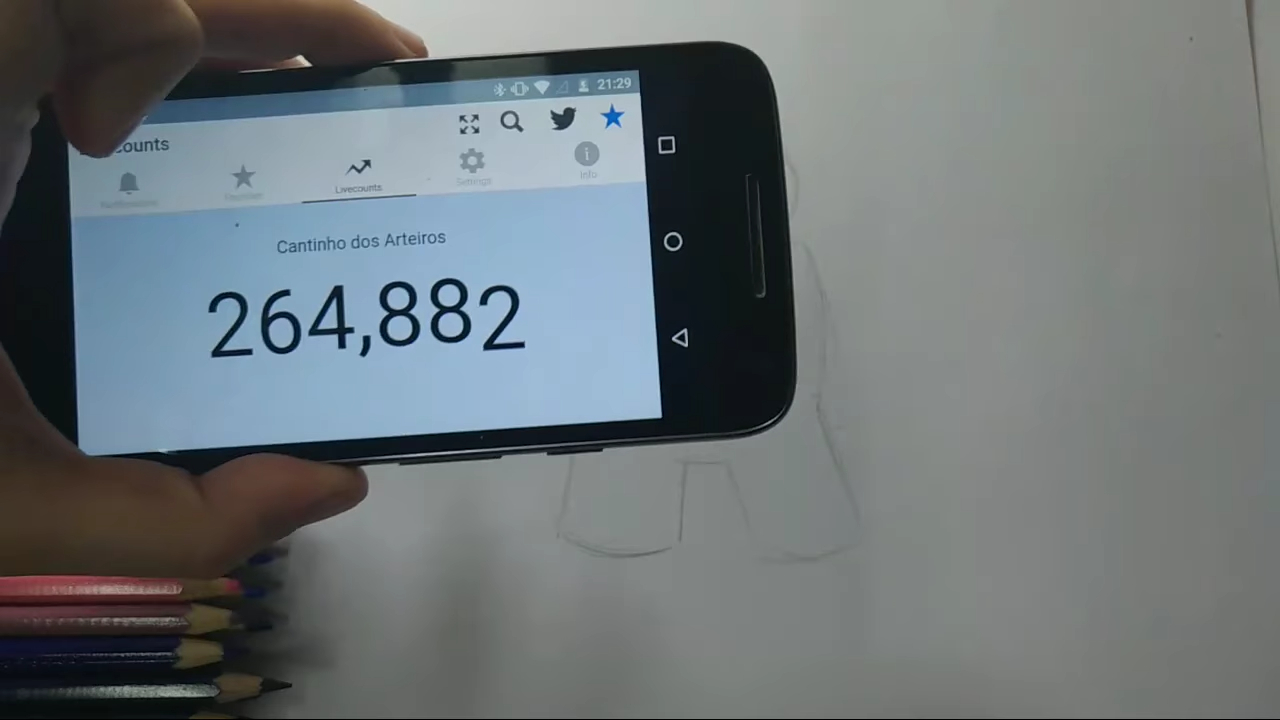 21:29
counts
Livecounts
Settings
Info
Cantinho dos Arteiros
264,882